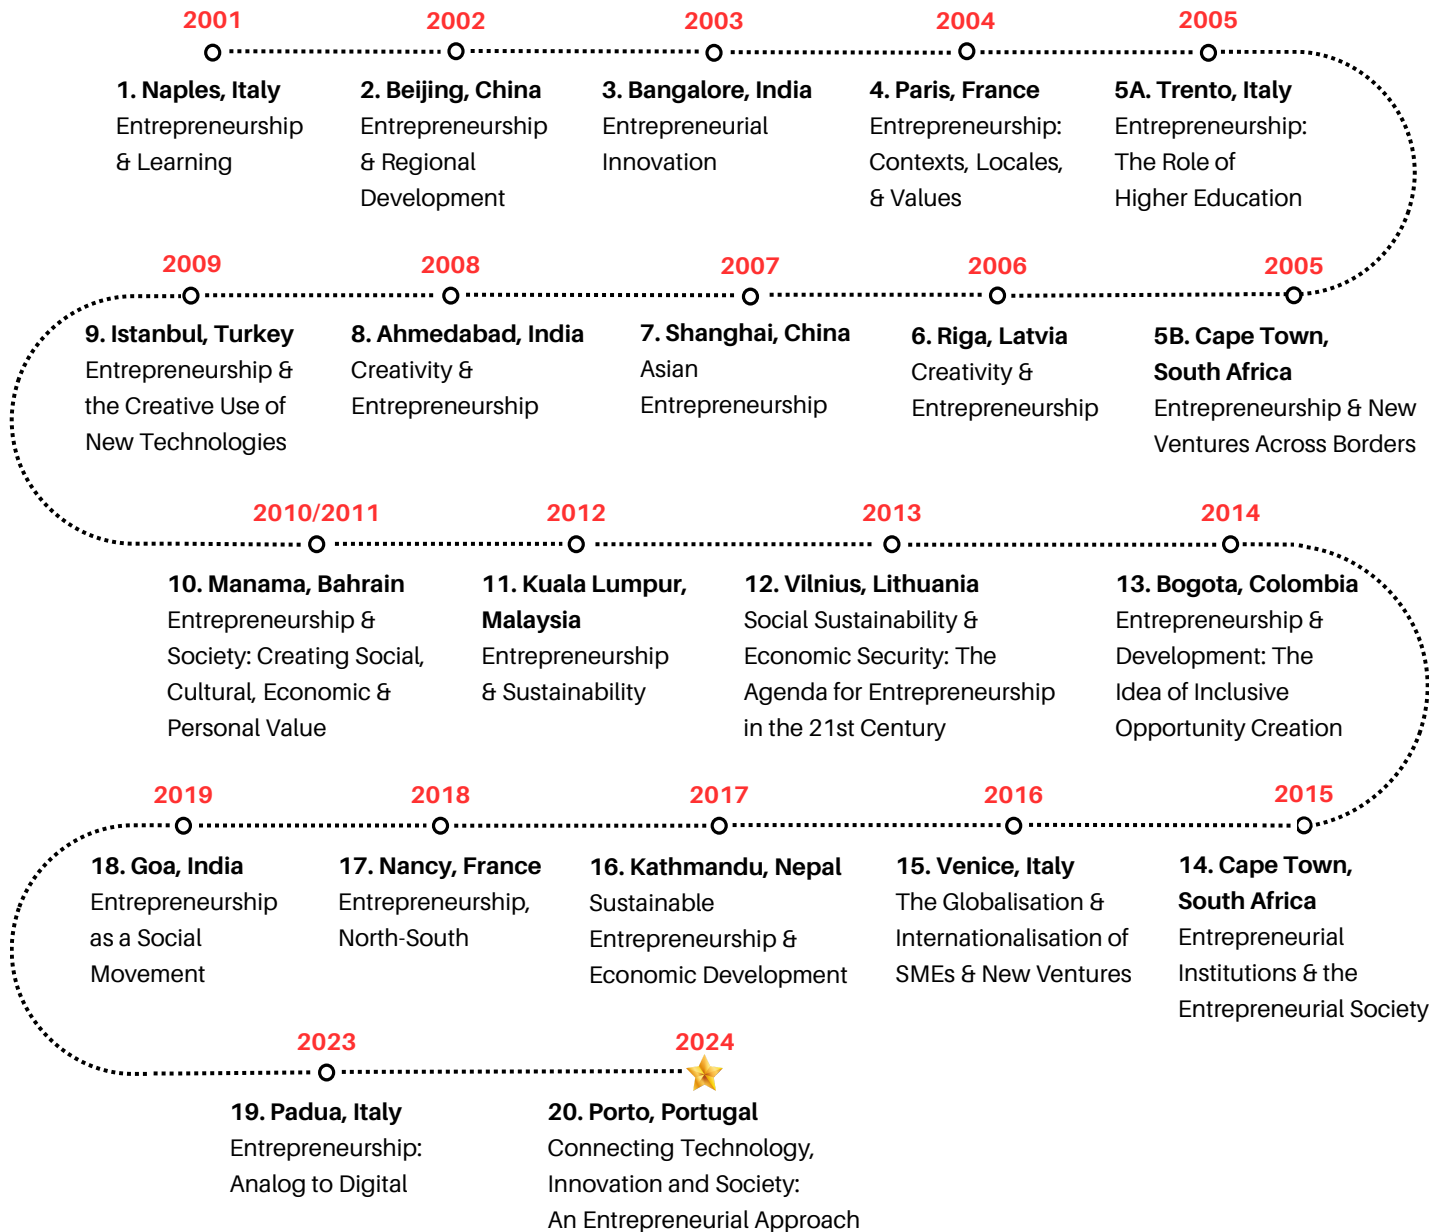 2001
1. Naples, Italy
Entrepreneurship
& Learning
2002
2. Beijing, China
Entrepreneurship
& Regional
Development
2003
3. Bangalore, India
Entrepreneurial
Innovation
2004
4. Paris, France
Entrepreneurship:
Contexts, Locales,
& Values
2005
5A. Trento, Italy
Entrepreneurship:
The Role of
Higher Education
2005
5B. Cape Town,
South Africa
Entrepreneurship & New
Ventures Across Borders
2006
6. Riga, Latvia
Creativity &
Entrepreneurship
2007
7. Shanghai, China
Asian
Entrepreneurship
2008
8. Ahmedabad, India
Creativity &
Entrepreneurship
2009
9. Istanbul, Turkey
Entrepreneurship &
the Creative Use of
New Technologies
2010/2011
10. Manama, Bahrain
Entrepreneurship &
Society: Creating Social,
Cultural, Economic &
Personal Value
2012
11. Kuala Lumpur,
Malaysia
Entrepreneurship
& Sustainability
2013
12. Vilnius, Lithuania
Social Sustainability &
Economic Security: The
Agenda for Entrepreneurship
in the 21st Century
2014
13. Bogota, Colombia
Entrepreneurship &
Development: The
Idea of Inclusive
Opportunity Creation
2015
14. Cape Town,
South Africa
Entrepreneurial
Institutions & the
Entrepreneurial Society
2016
15. Venice, Italy
The Globalisation &
Internationalisation of
SMEs & New Ventures
2017
16. Kathmandu, Nepal
Sustainable
Entrepreneurship &
Economic Development
2018
17. Nancy, France
Entrepreneurship,
North-South
2019
18. Goa, India
Entrepreneurship
as a Social
Movement
2023
19. Padua, Italy
Entrepreneurship:
Analog to Digital
2024
20. Porto, Portugal
Connecting Technology,
Innovation and Society:
An Entrepreneurial Approach